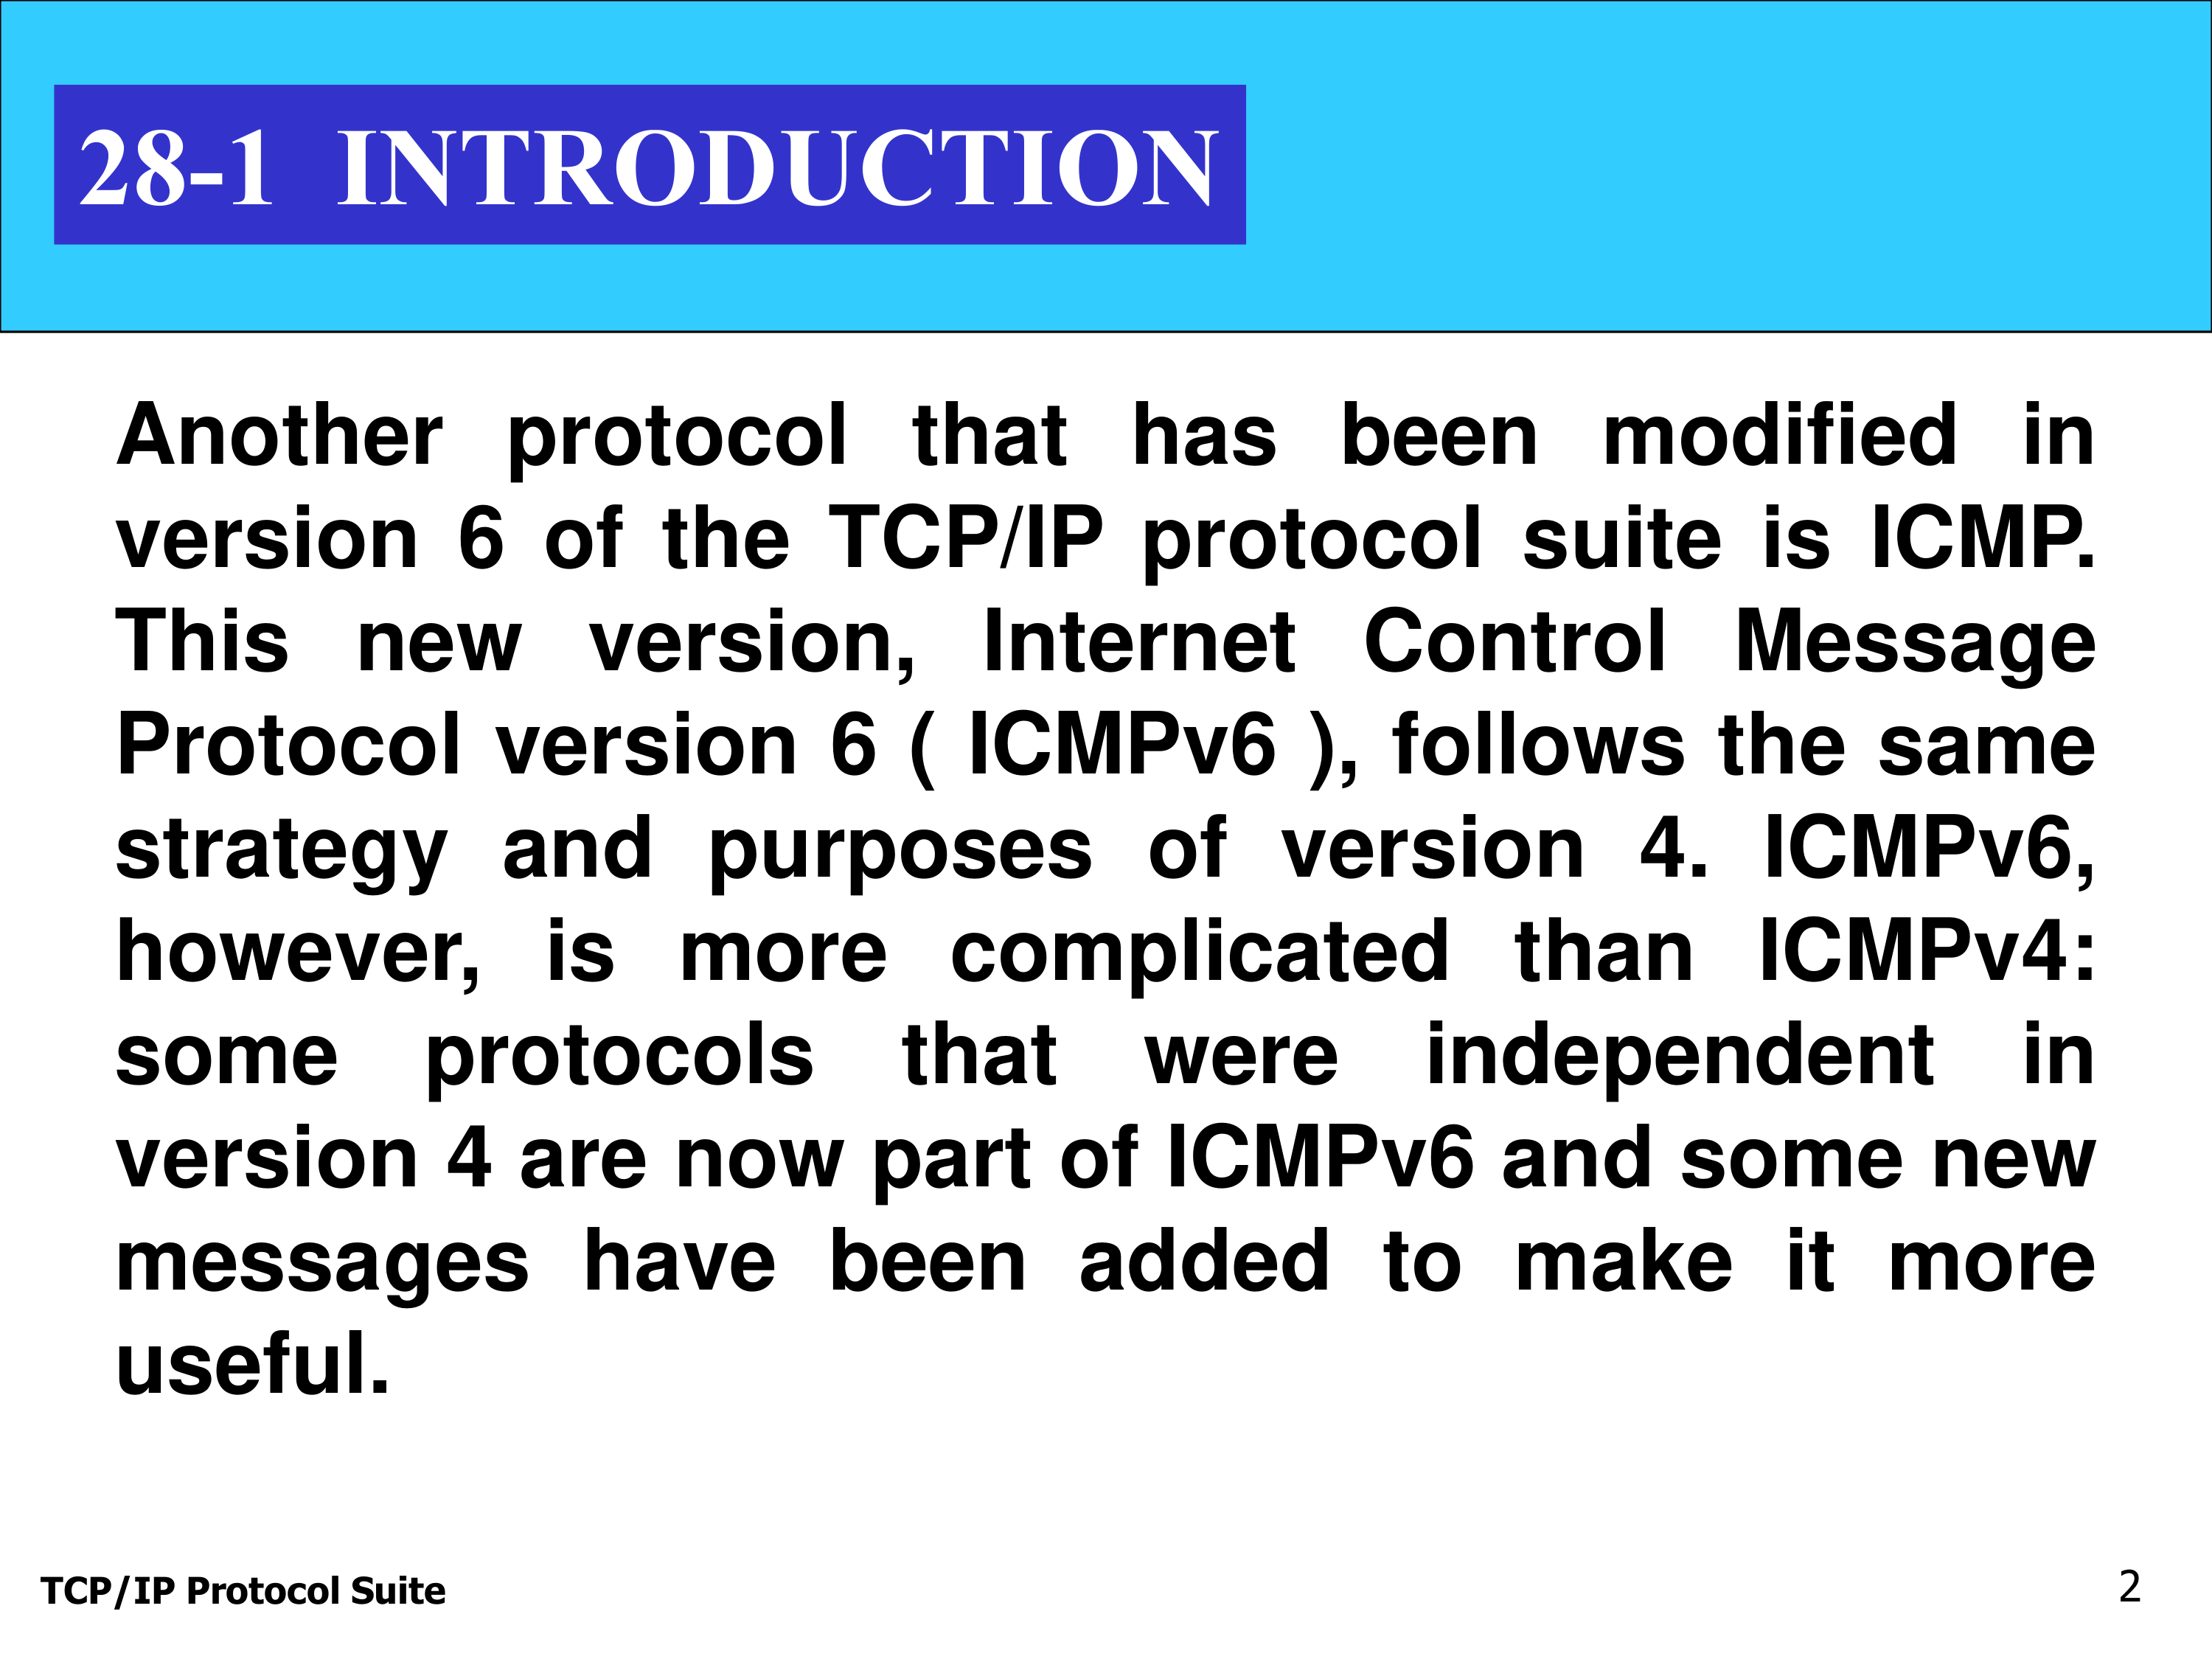 28-1 INTRODUCTION
Another protocol that has been modified in
version 6 of the TCP/IP protocol suite is ICMP.
This new version, Internet Control Message
Protocol version 6 ( ICMPv6 ), follows the same
strategy and purposes of version 4. ICMPv6,
however, is more complicated than ICMPv4:
some protocols that were independent in
version 4 are now part of ICMPv6 and some new
messages have been added to make it more
useful.
TCP/IP Protocol Suite
2